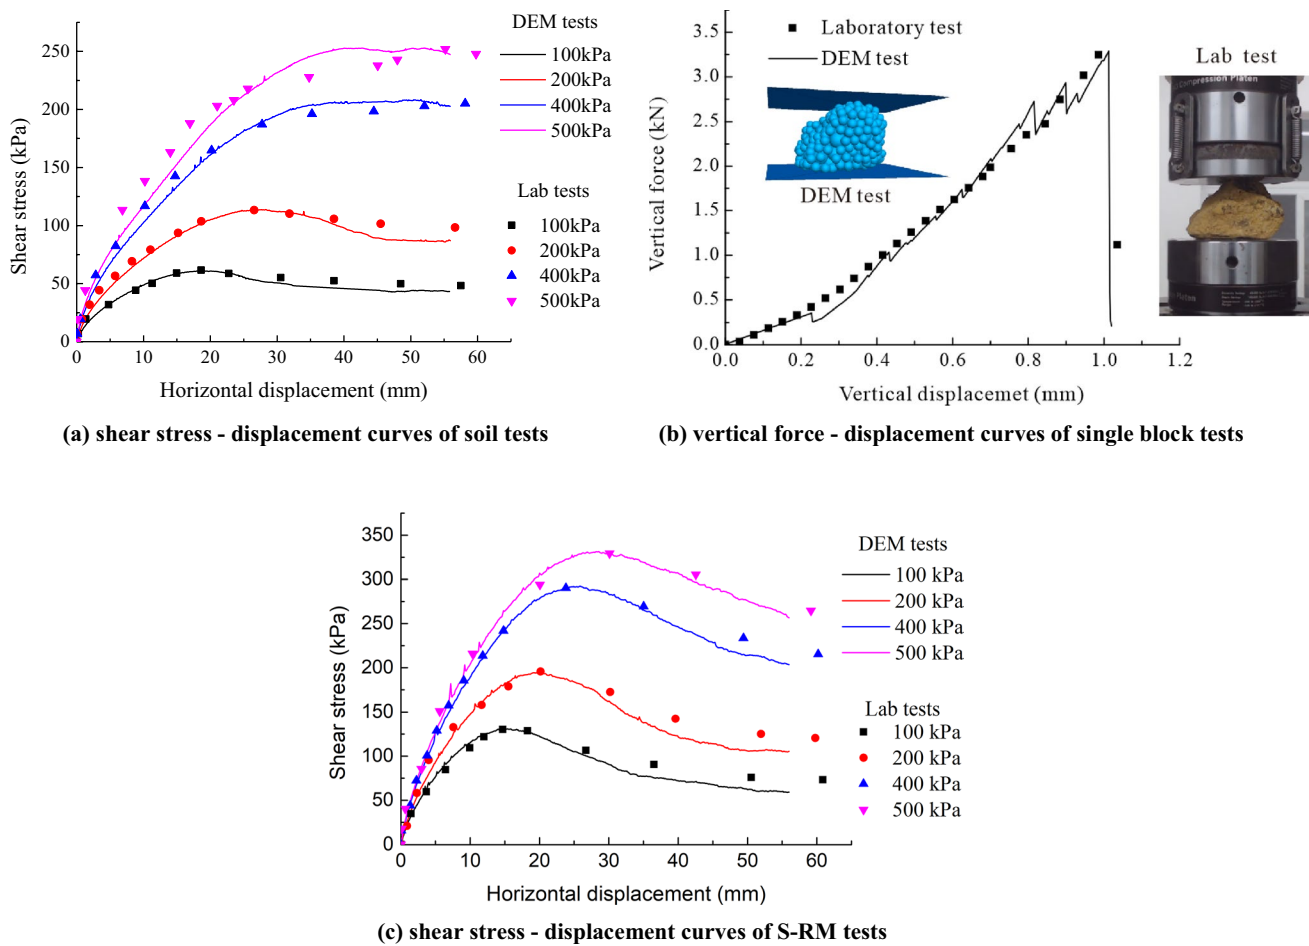 DEM tests
100kPa
200kPa
400kPa
500kPa
Lab tests
100kPa
200kPa
400kPa
500kPa
Shear stress (kPa)
250
200
150
100
50
0
0 10 20 30 40 50 60
Horizontal displacement (mm)
(a) shear stress - displacement curves of soil tests
Laboratory test
DEM test
DEM test
Lab test
Compression Platen
Platen
Vertical force (kN)
3.5
3.0
2.5
2.0
1.5
1.0
0.5
0.0
0.0 0.2 0.4 0.6 0.8 1.0 1.2
Vertical displacemet (mm)
(b) vertical force - displacement curves of single block tests
DEM tests
100 kPa
200 kPa
400 kPa
500 kPa
Lab tests
100 kPa
200 kPa
400 kPa
500 kPa
Shear stress (kPa)
350
300
250
200
150
100
50
0
0 10 20 30 40 50 60
Horizontal displacement (mm)
(c) shear stress - displacement curves of S-RM tests